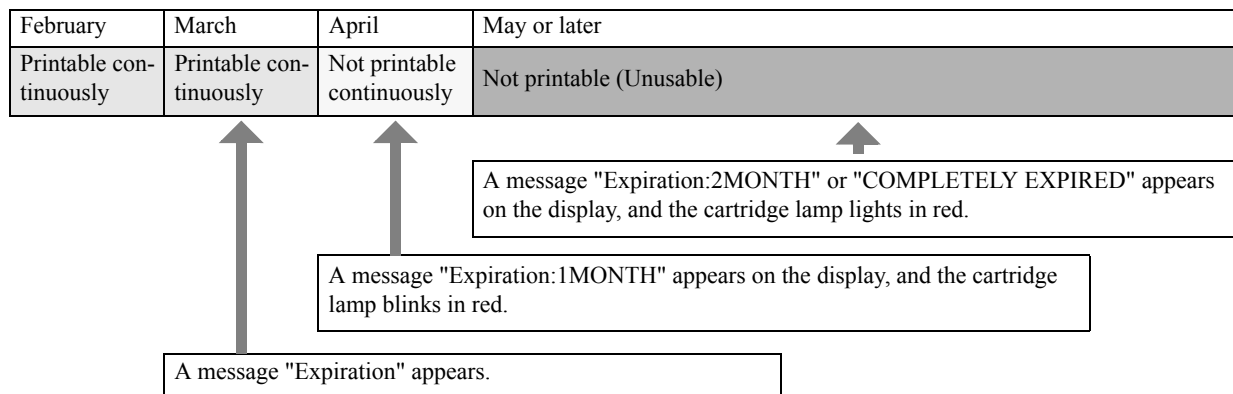 February March April May or later
Printable con-
tinuously
Printable con-
tinuously
Not printable
continuously
Not printable (Unusable)
A message "Expiration:2MONTH" or "COMPLETELY EXPIRED" appears
on the display, and the cartridge lamp lights in red.
A message "Expiration:1MONTH" appears on the display, and the cartridge
lamp blinks in red.
A message "Expiration" appears.